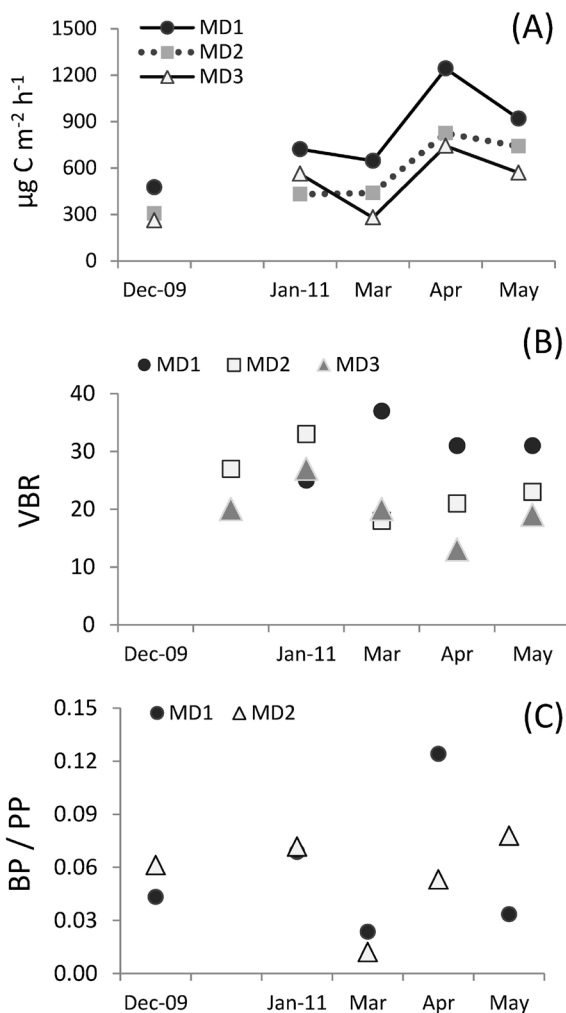 (A)
MD1
MD2
MD3
µg C m⁻² h⁻¹
1500
1200
900
600
300
0
Dec-09 Jan-11 Mar Apr May
(B)
MD1 MD2 MD3
VBR
40
30
20
10
0
Dec-09 Jan-11 Mar Apr May
(C)
MD1 MD2
BP / PP
0.15
0.12
0.09
0.06
0.03
0.00
Dec-09 Jan-11 Mar Apr May